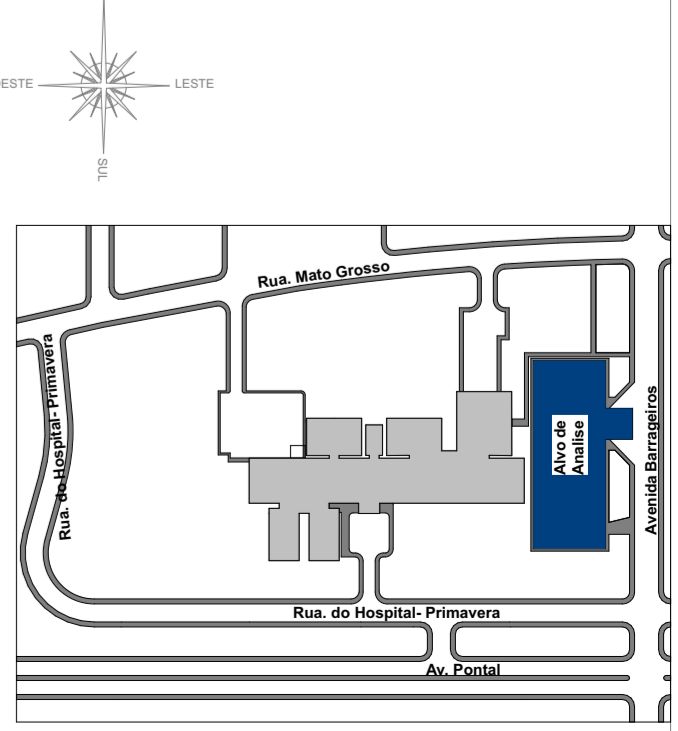 ESTE
LESTE
SUL
Rua. Mato Grosso
Rua. do Hospital- Primavera
Alvo de
Analise
Avenida Barrageiros
Rua. do Hospital- Primavera
Av. Pontal